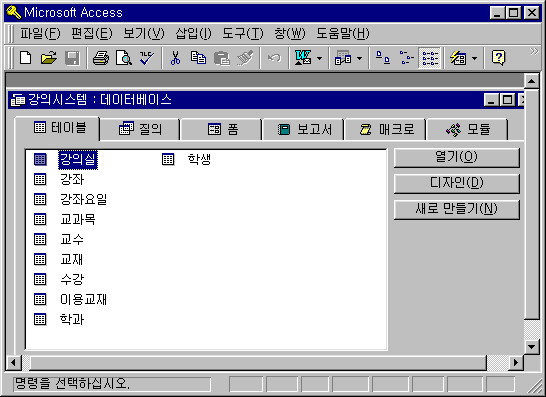 Microsoft Access
파일(F) 편집(E) 보기(V) 삽입(I) 도구(T) 창(W) 도움말(H)
강의시스템 : 데이터베이스
테이블 질의 폼 보고서 매크로 모듈
강의실 학생 열기(O)
강좌 디자인(D)
강좌요일 새로 만들기(N)
교과목
교수
교재
수강
이용교재
학과
명령을 선택하십시오.